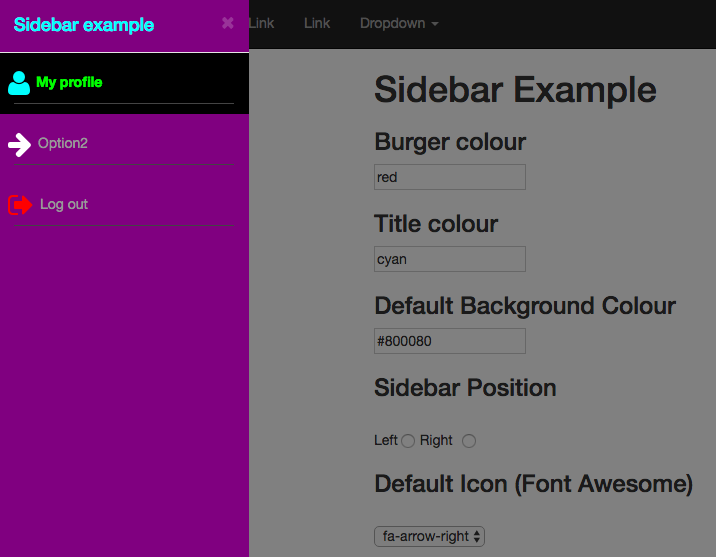 Sidebar example ×
My profile
Option2
Log out
Link Link Dropdown
Sidebar Example
Burger colour
red
Title colour
cyan
Default Background Colour
#800080
Sidebar Position
Left Right
Default Icon (Font Awesome)
fa-arrow-right